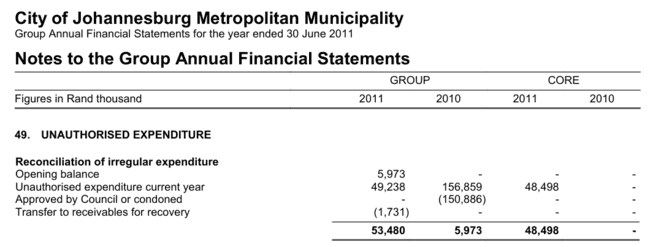 City of Johannesburg Metropolitan Municipality
Group Annual Financial Statements for the year ended 30 June 2011
Notes to the Group Annual Financial Statements
GROUP CORE
Figures in Rand thousand 2011 2010 2011 2010
49. UNAUTHORISED EXPENDITURE
Reconciliation of irregular expenditure
Opening balance 5,973 - - -
Unauthorised expenditure current year 49,238 156,859 48,498 -
Approved by Council or condoned - (150,886) - -
Transfer to receivables for recovery (1,731) - - -
53,480 5,973 48,498 -